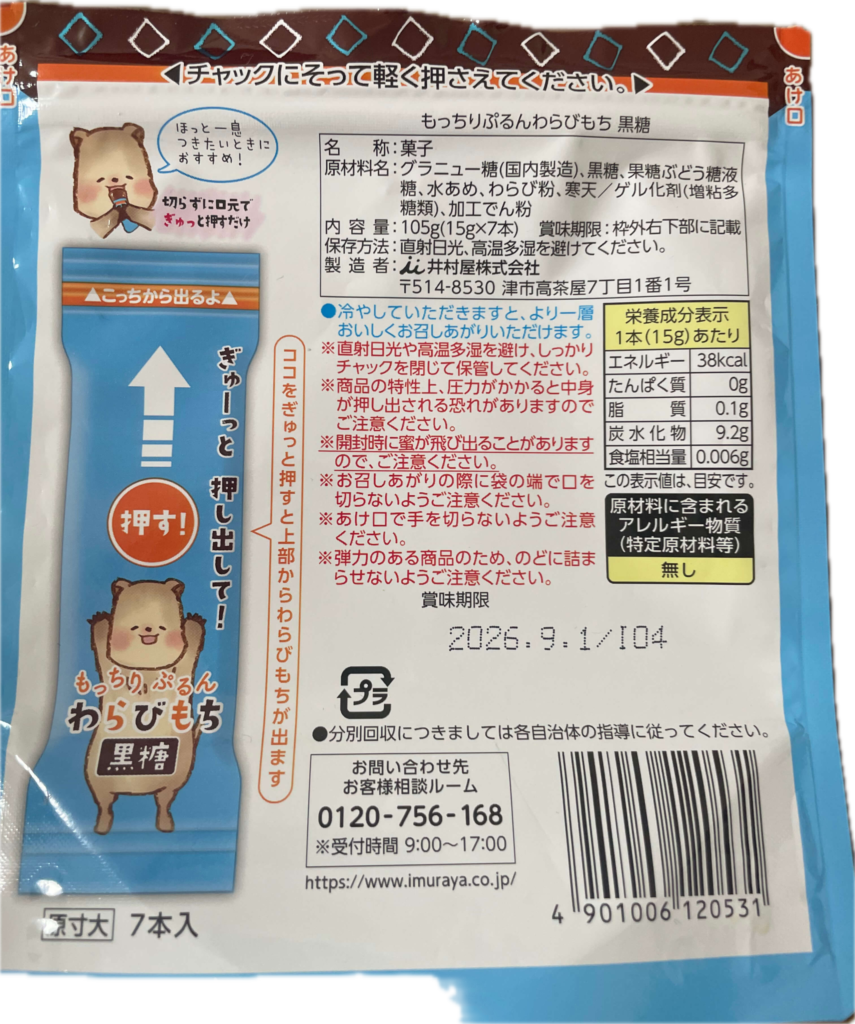 ◀チャックにそって軽く押さえてください。▶
あけ口
ほっと一息
つきたいときに
おすすめ！
切らずに口元で
ぎゅっと押すだけ
▲こっちから出るよ▲
ぎゅーっと 押し出して！
押す！
もっちりぷるん
わらびもち
黒糖
ココをぎゅっと押すと上部からわらびもちが出ます
原寸大 7本入
もっちりぷるんわらびもち 黒糖
名称：菓子
原材料名：グラニュー糖(国内製造)、黒糖、果糖ぶどう糖液
糖、水あめ、わらび粉、寒天／ゲル化剤(増粘多
糖類)、加工でん粉
内容量：105g(15g×7本) 賞味期限：枠外右下部に記載
保存方法：直射日光、高温多湿を避けてください。
製造者：井村屋株式会社
〒514-8530 津市高茶屋7丁目1番1号
●冷やしていただきますと、より一層
おいしくお召しあがりいただけます。
※直射日光や高温多湿を避け、しっかり
チャックを閉じて保管してください。
※商品の特性上、圧力がかかると中身
が押し出される恐れがありますので
ご注意ください。
※開封時に蜜が飛び出ることがあります
ので、ご注意ください。
※お召しあがりの際に袋の端で口を
切らないようご注意ください。
※あけ口で手を切らないようご注意
ください。
※弾力のある商品のため、のどに詰ま
らせないようご注意ください。
栄養成分表示
1本(15g)あたり
エネルギー 38kcal
たんぱく質 0g
脂質 0.1g
炭水化物 9.2g
食塩相当量 0.006g
この表示値は、目安です。
原材料に含まれる
アレルギー物質
(特定原材料等)
無し
賞味期限
2026.9.1/I04
プラ
●分別回収につきましては各自治体の指導に従ってください。
お問い合わせ先
お客様相談ルーム
0120-756-168
※受付時間 9:00〜17:00
https://www.imuraya.co.jp/
4 901006 120531